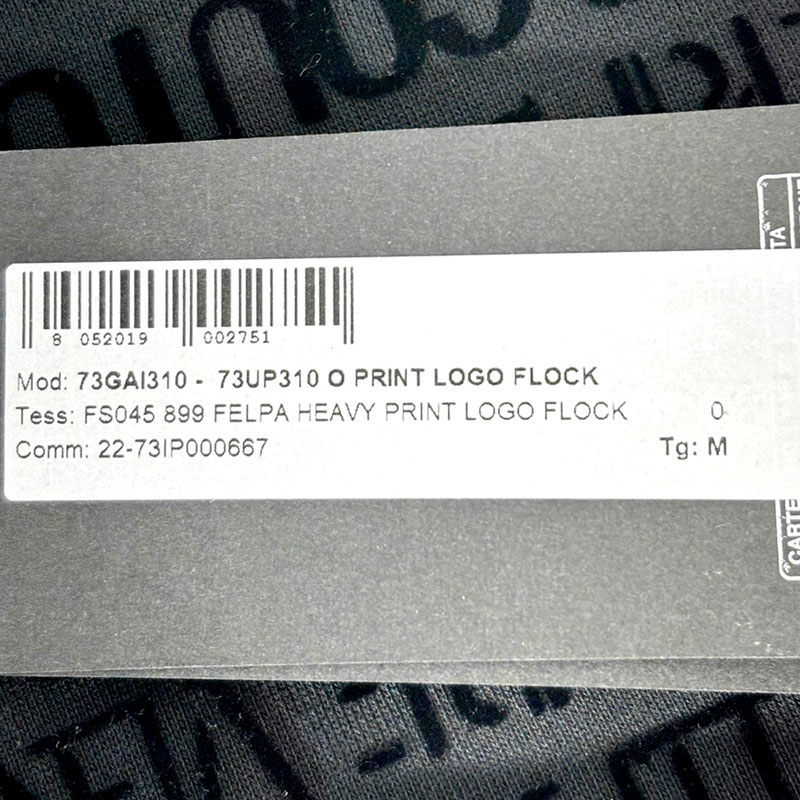 8 052019 002751
Mod: 73GAI310 - 73UP310 O PRINT LOGO FLOCK
Tess: FS045 899 FELPA HEAVY PRINT LOGO FLOCK 0
Comm: 22-73IP000667 Tg: M